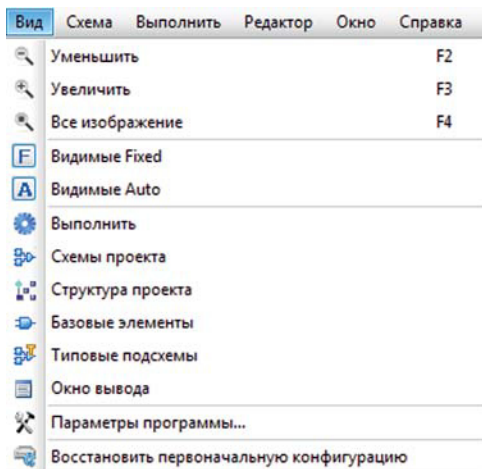 Вид Схема Выполнить Редактор Окно Справка
Уменьшить F2
Увеличить F3
Все изображение F4
F Видимые Fixed
A Видимые Auto
Выполнить
Схемы проекта
Структура проекта
Базовые элементы
Типовые подсхемы
Окно вывода
Параметры программы...
Восстановить первоначальную конфигурацию